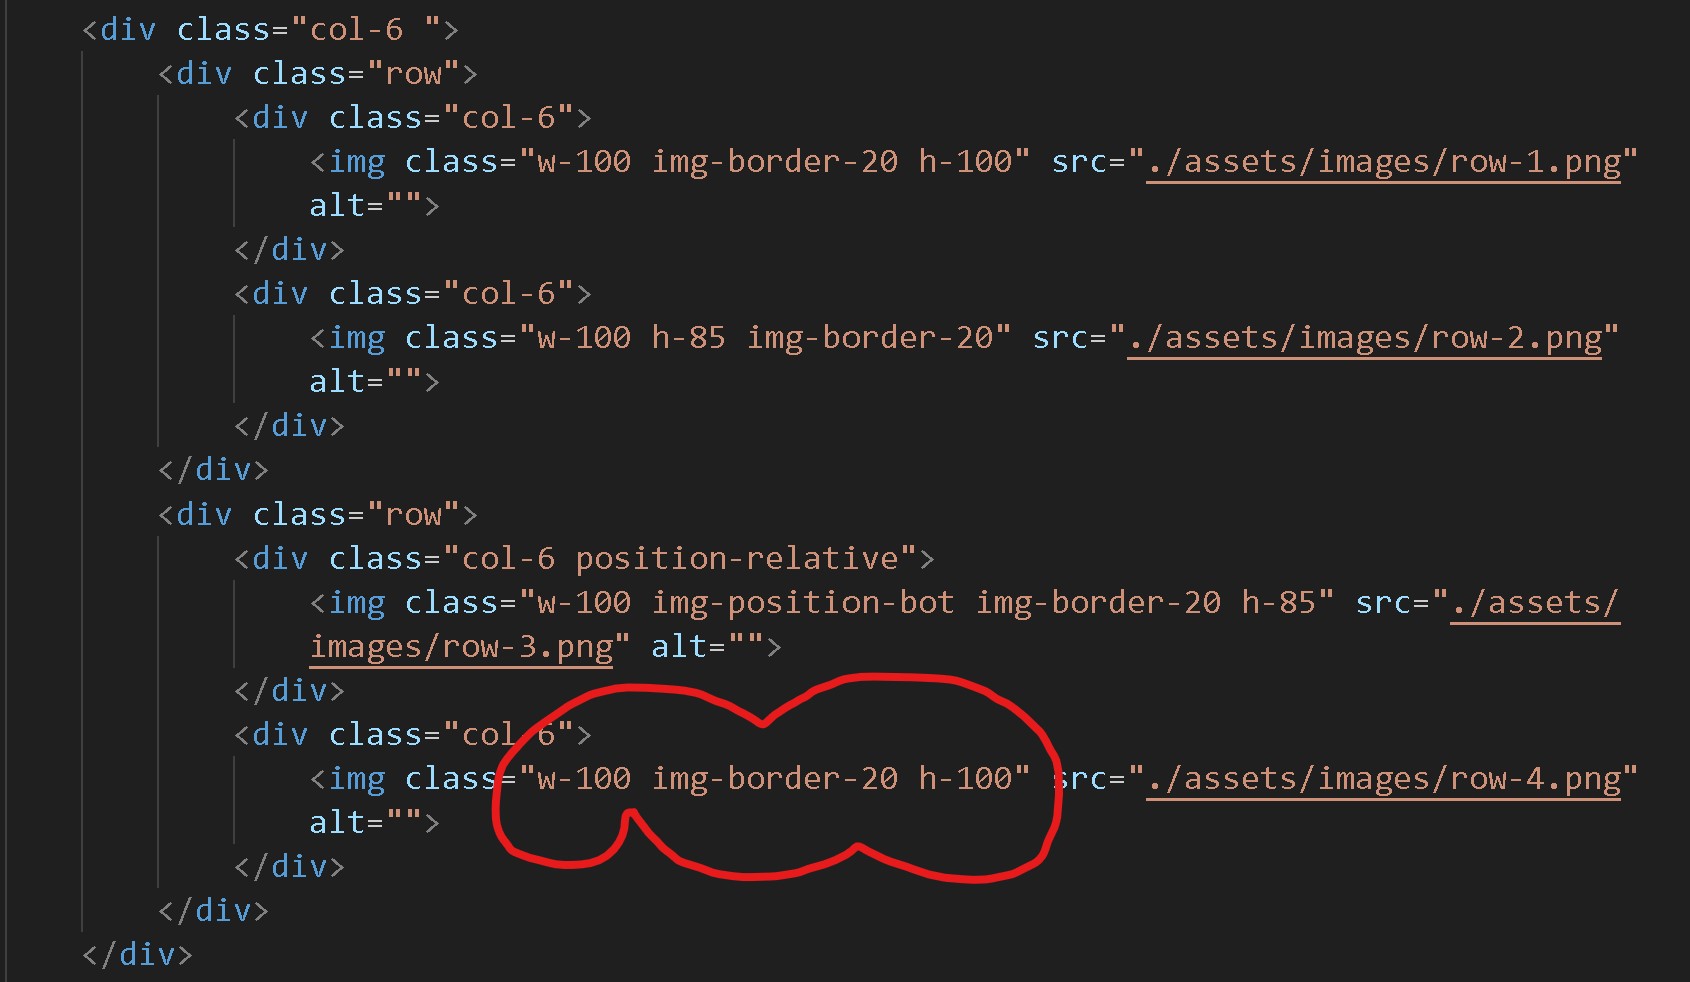 <div class="col-6 ">
<div class="row">
<div class="col-6">
<img class="w-100 img-border-20 h-100" src="./assets/images/row-1.png"
alt="">
</div>
<div class="col-6">
<img class="w-100 h-85 img-border-20" src="./assets/images/row-2.png"
alt="">
</div>
</div>
<div class="row">
<div class="col-6 position-relative">
<img class="w-100 img-position-bot img-border-20 h-85" src="./assets/
images/row-3.png" alt="">
</div>
<div class="col-6">
<img class="w-100 img-border-20 h-100" src="./assets/images/row-4.png"
alt="">
</div>
</div>
</div>